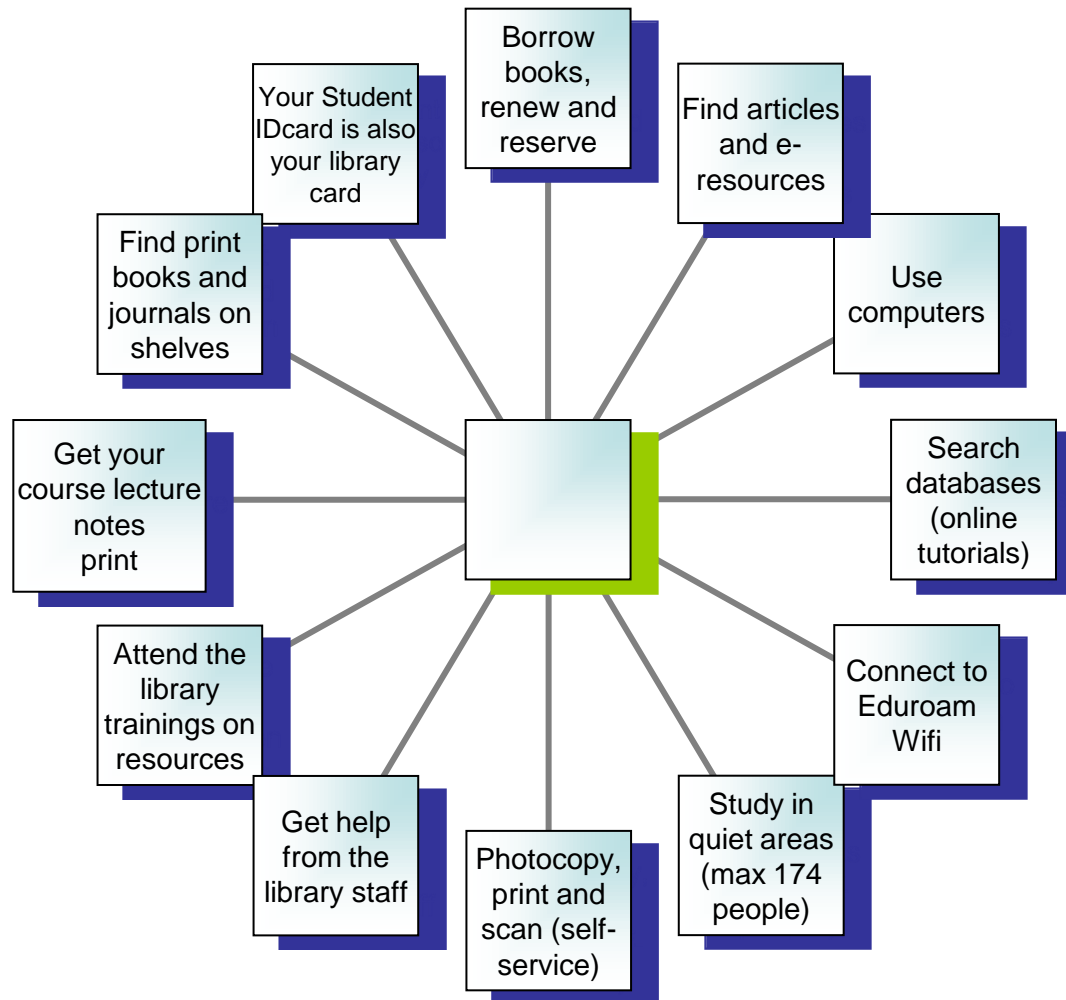 Borrow
books,
renew and
reserve
Find articles
and e-
resources
Use
computers
Search
databases
(online
tutorials)
Connect to
Eduroam
Wifi
Study in
quiet areas
(max 174
people)
Photocopy,
print and
scan (self-
service)
Get help
from the
library staff
Attend the
library
trainings on
resources
Get your
course lecture
notes
print
Find print
books and
journals on
shelves
Your Student
IDcard is also
your library
card